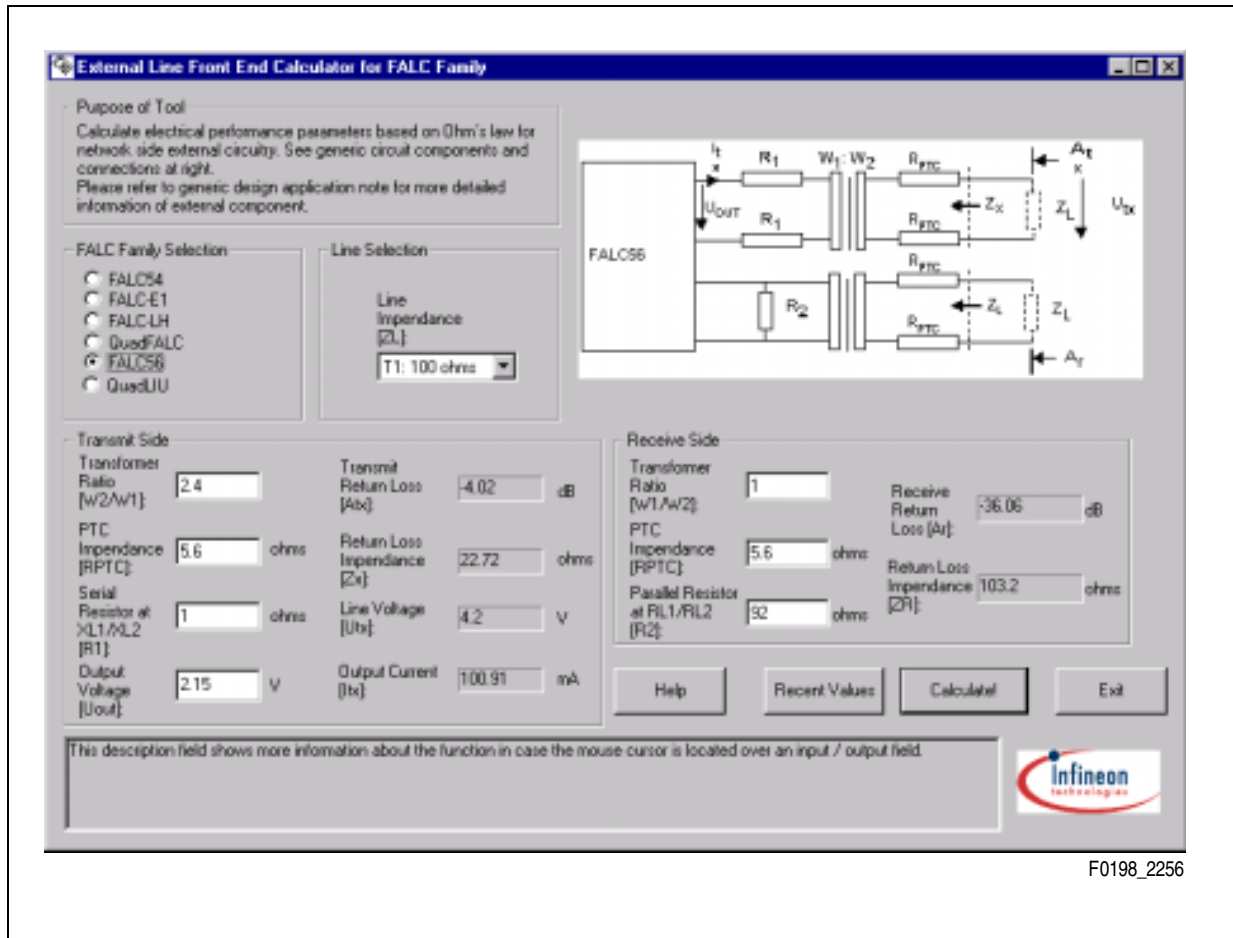 External Line Front End Calculator for FALC Family
Purpose of Tool
Calculate electrical performance parameters based on Ohm's law for
network side external circuitry. See generic circuit components and
connections at right.
Please refer to generic design application note for more detailed
information of external component.
FALC Family Selection
FALC54
FALC-E1
FALC-LH
QuadFALC
FALC56
QuadLIU
Line Selection
Line
Impendance
[ZL]:
T1: 100 ohms
FALC56
It
x
UOUT
R1
R1
W1 : W2
RPTC
RPTC
ZX
At
x
ZL
Utx
R2
RPTC
RPTC
ZL
ZL
Ar
Transmit Side
Transformer
Ratio
[W2/W1]:
2.4
PTC
Impendance
[RPTC]:
5.6
ohms
Serial
Resistor at
XL1/XL2
[R1]:
1
ohms
Output
Voltage
[Uout]:
2.15
V
Transmit
Return Loss
[Atx]:
-4.02
dB
Return Loss
Impendance
[Zx]:
22.72
ohms
Line Voltage
[Utx]:
4.2
V
Output Current
[Itx]:
100.91
mA
Receive Side
Transformer
Ratio
[W1/W2]:
1
PTC
Impendance
[RPTC]:
5.6
ohms
Parallel Resistor
at RL1/RL2
[R2]:
92
ohms
Receive
Return
Loss [Ar]:
-36.06
dB
Return Loss
Impendance
[ZR]:
103.2
ohms
Help
Recent Values
Calculate!
Exit
This description field shows more information about the function in case the mouse cursor is located over an input / output field.
Infineon
technologies
F0198_2256